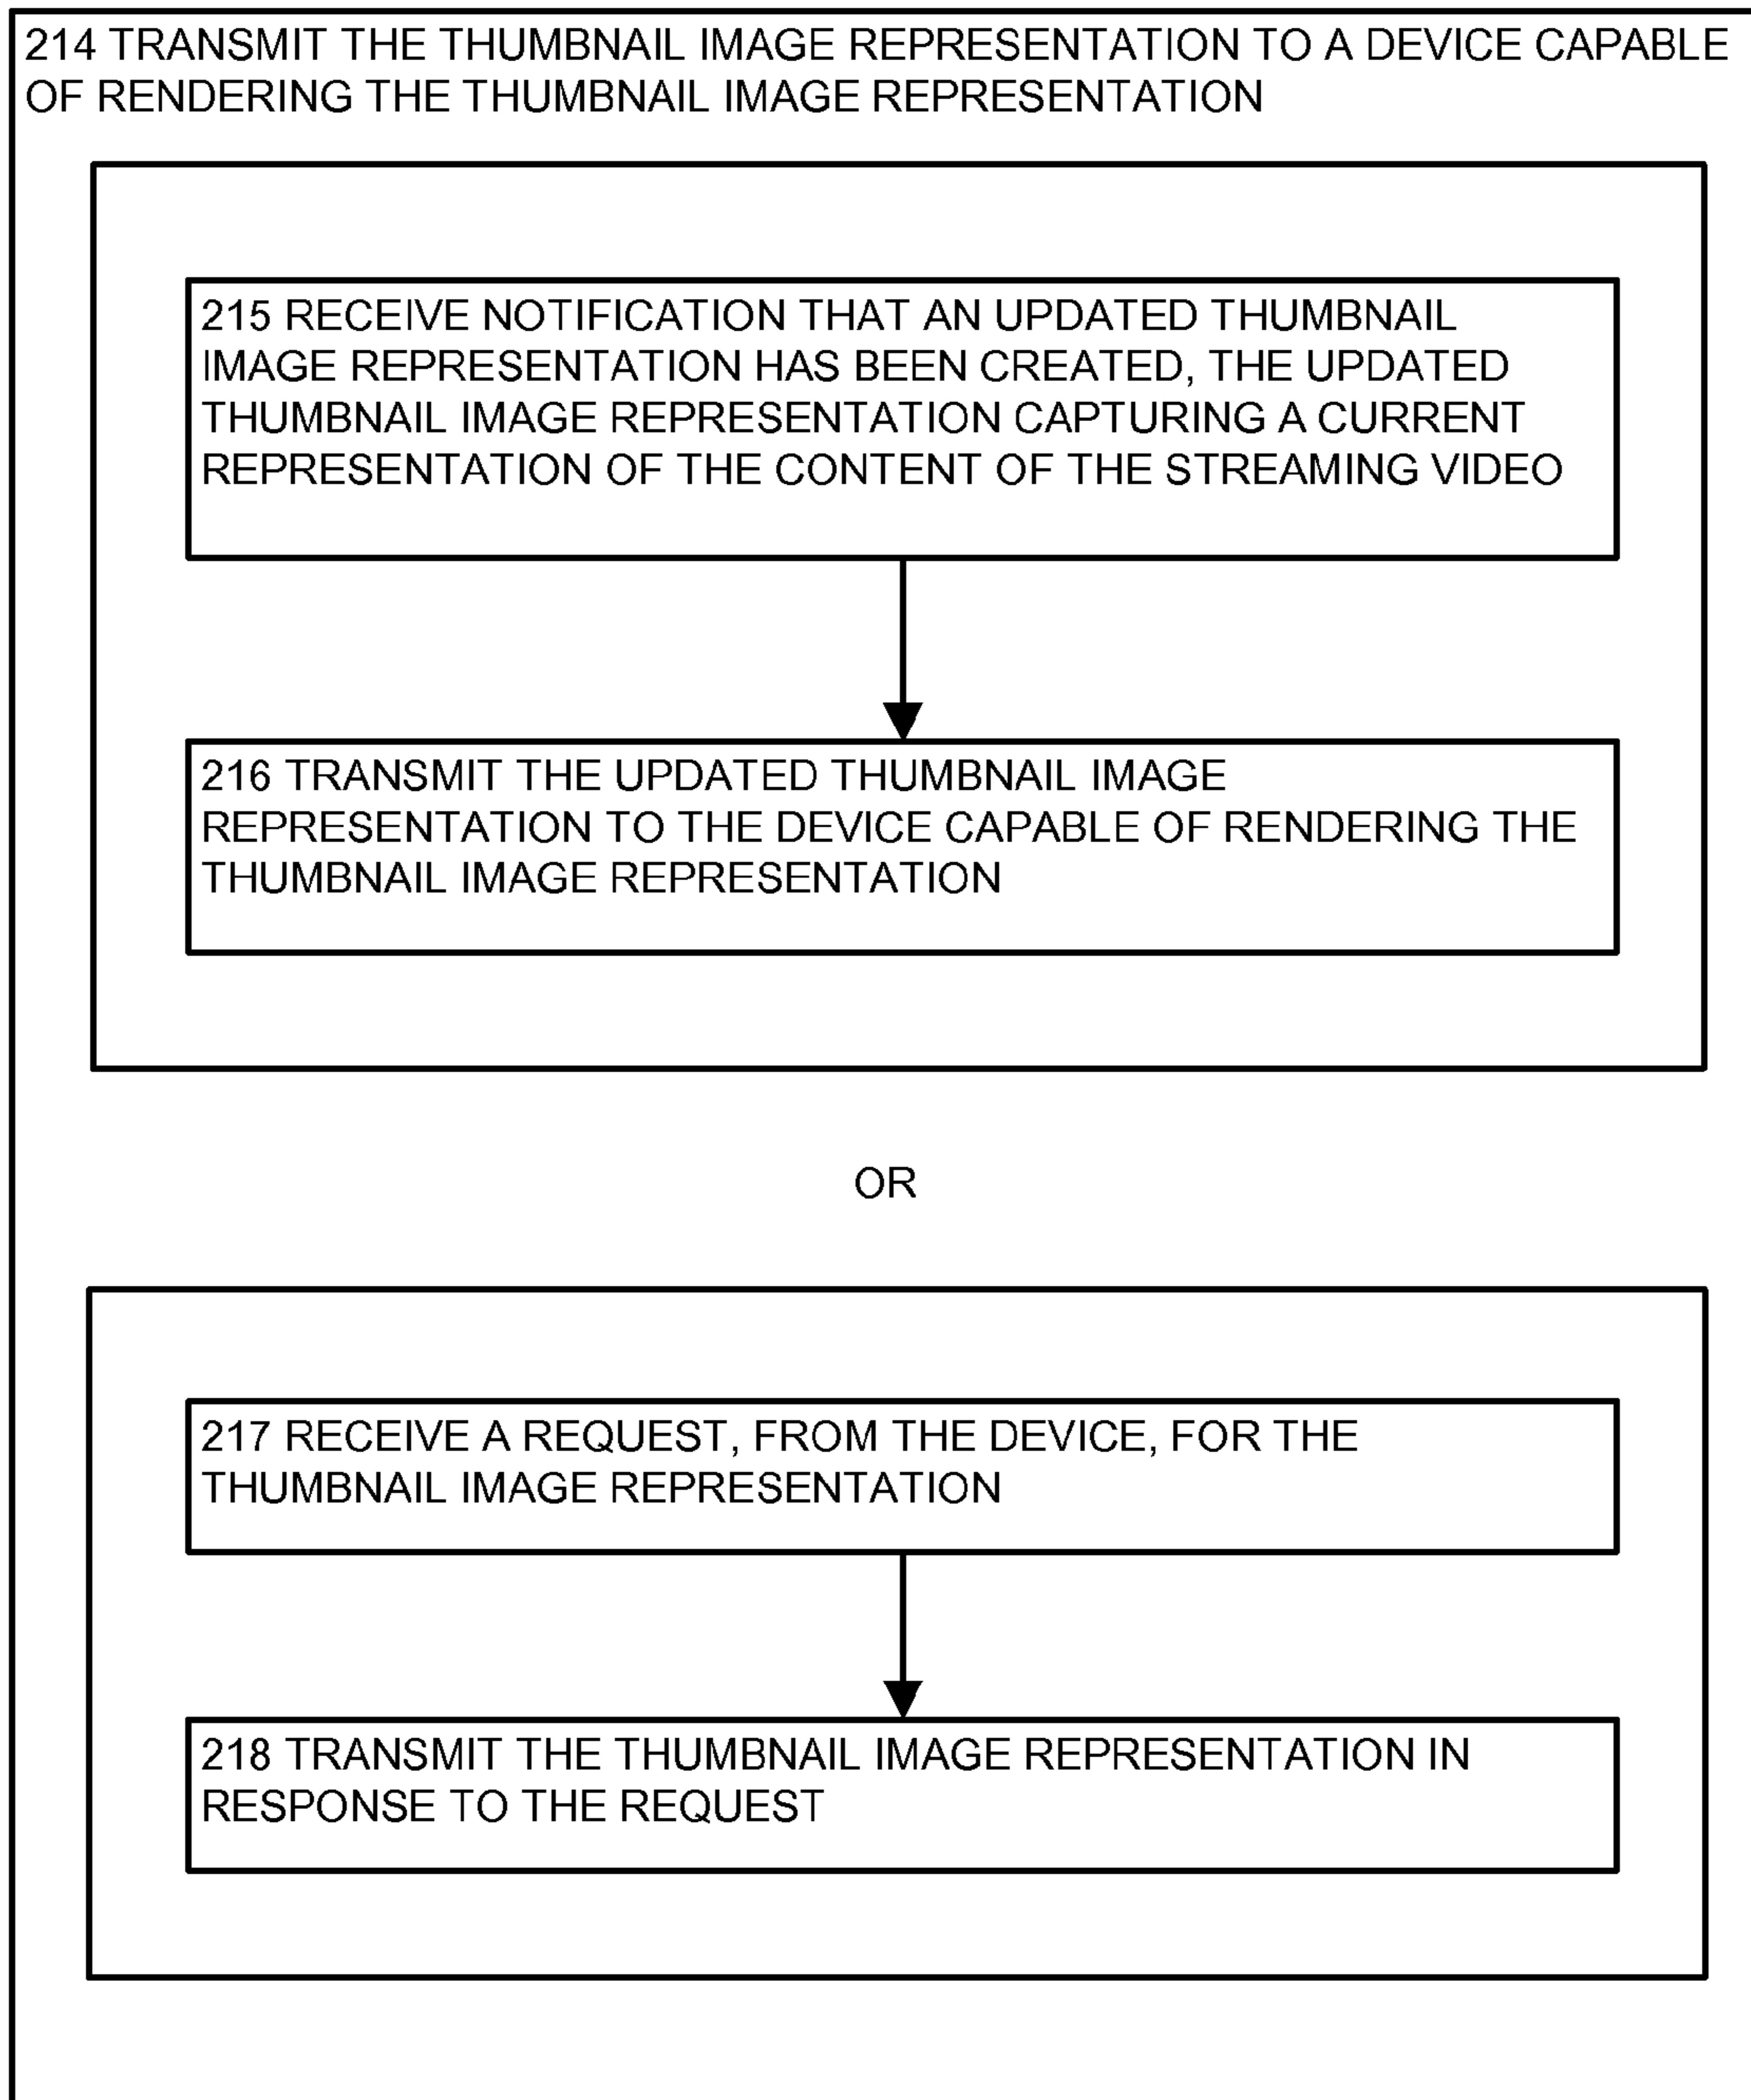 214 TRANSMIT THE THUMBNAIL IMAGE REPRESENTATION TO A DEVICE CAPABLE
OF RENDERING THE THUMBNAIL IMAGE REPRESENTATION
215 RECEIVE NOTIFICATION THAT AN UPDATED THUMBNAIL
IMAGE REPRESENTATION HAS BEEN CREATED, THE UPDATED
THUMBNAIL IMAGE REPRESENTATION CAPTURING A CURRENT
REPRESENTATION OF THE CONTENT OF THE STREAMING VIDEO
216 TRANSMIT THE UPDATED THUMBNAIL IMAGE
REPRESENTATION TO THE DEVICE CAPABLE OF RENDERING THE
THUMBNAIL IMAGE REPRESENTATION
OR
217 RECEIVE A REQUEST, FROM THE DEVICE, FOR THE
THUMBNAIL IMAGE REPRESENTATION
218 TRANSMIT THE THUMBNAIL IMAGE REPRESENTATION IN
RESPONSE TO THE REQUEST